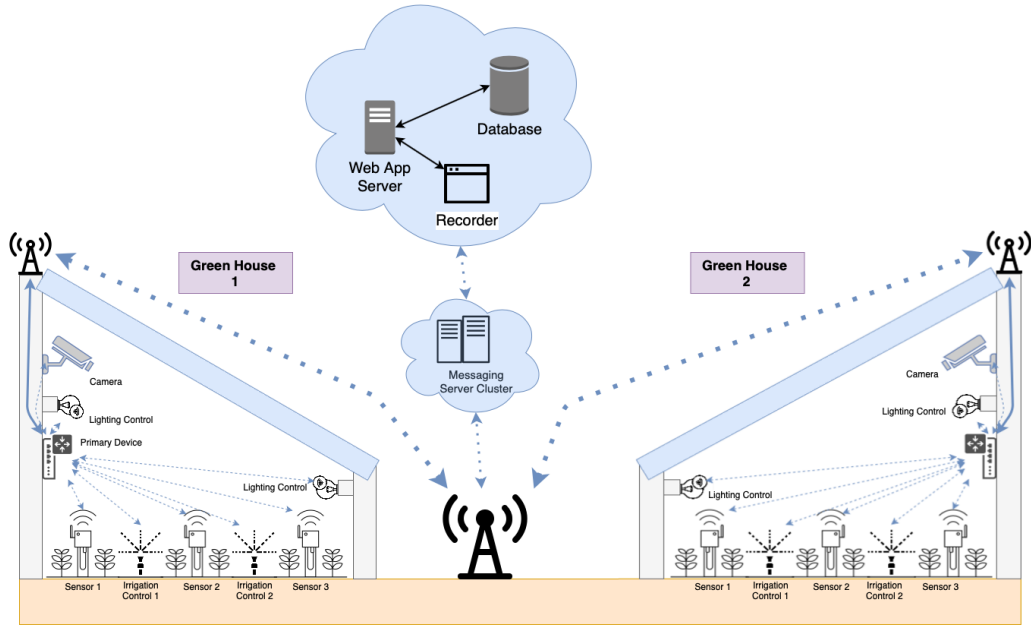 Database
Web App
Server
Recorder
Green House
1
Green House
2
Messaging
Server Cluster
Camera
Lighting Control
Primary Device
Lighting Control
Sensor 1
Irrigation
Control 1
Sensor 2
Irrigation
Control 2
Sensor 3
Camera
Lighting Control
Lighting Control
Sensor 1
Irrigation
Control 1
Sensor 2
Irrigation
Control 2
Sensor 3